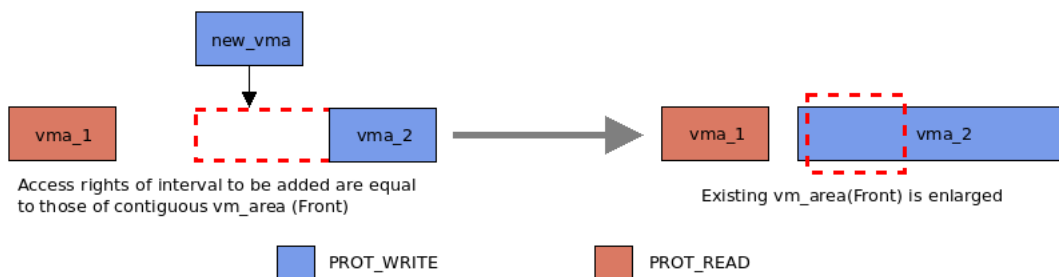 new_vma
vma_1
vma_2
vma_1
vma_2
Access rights of interval to be added are equal
to those of contiguous vm_area (Front)
Existing vm_area(Front) is enlarged
PROT_WRITE
PROT_READ